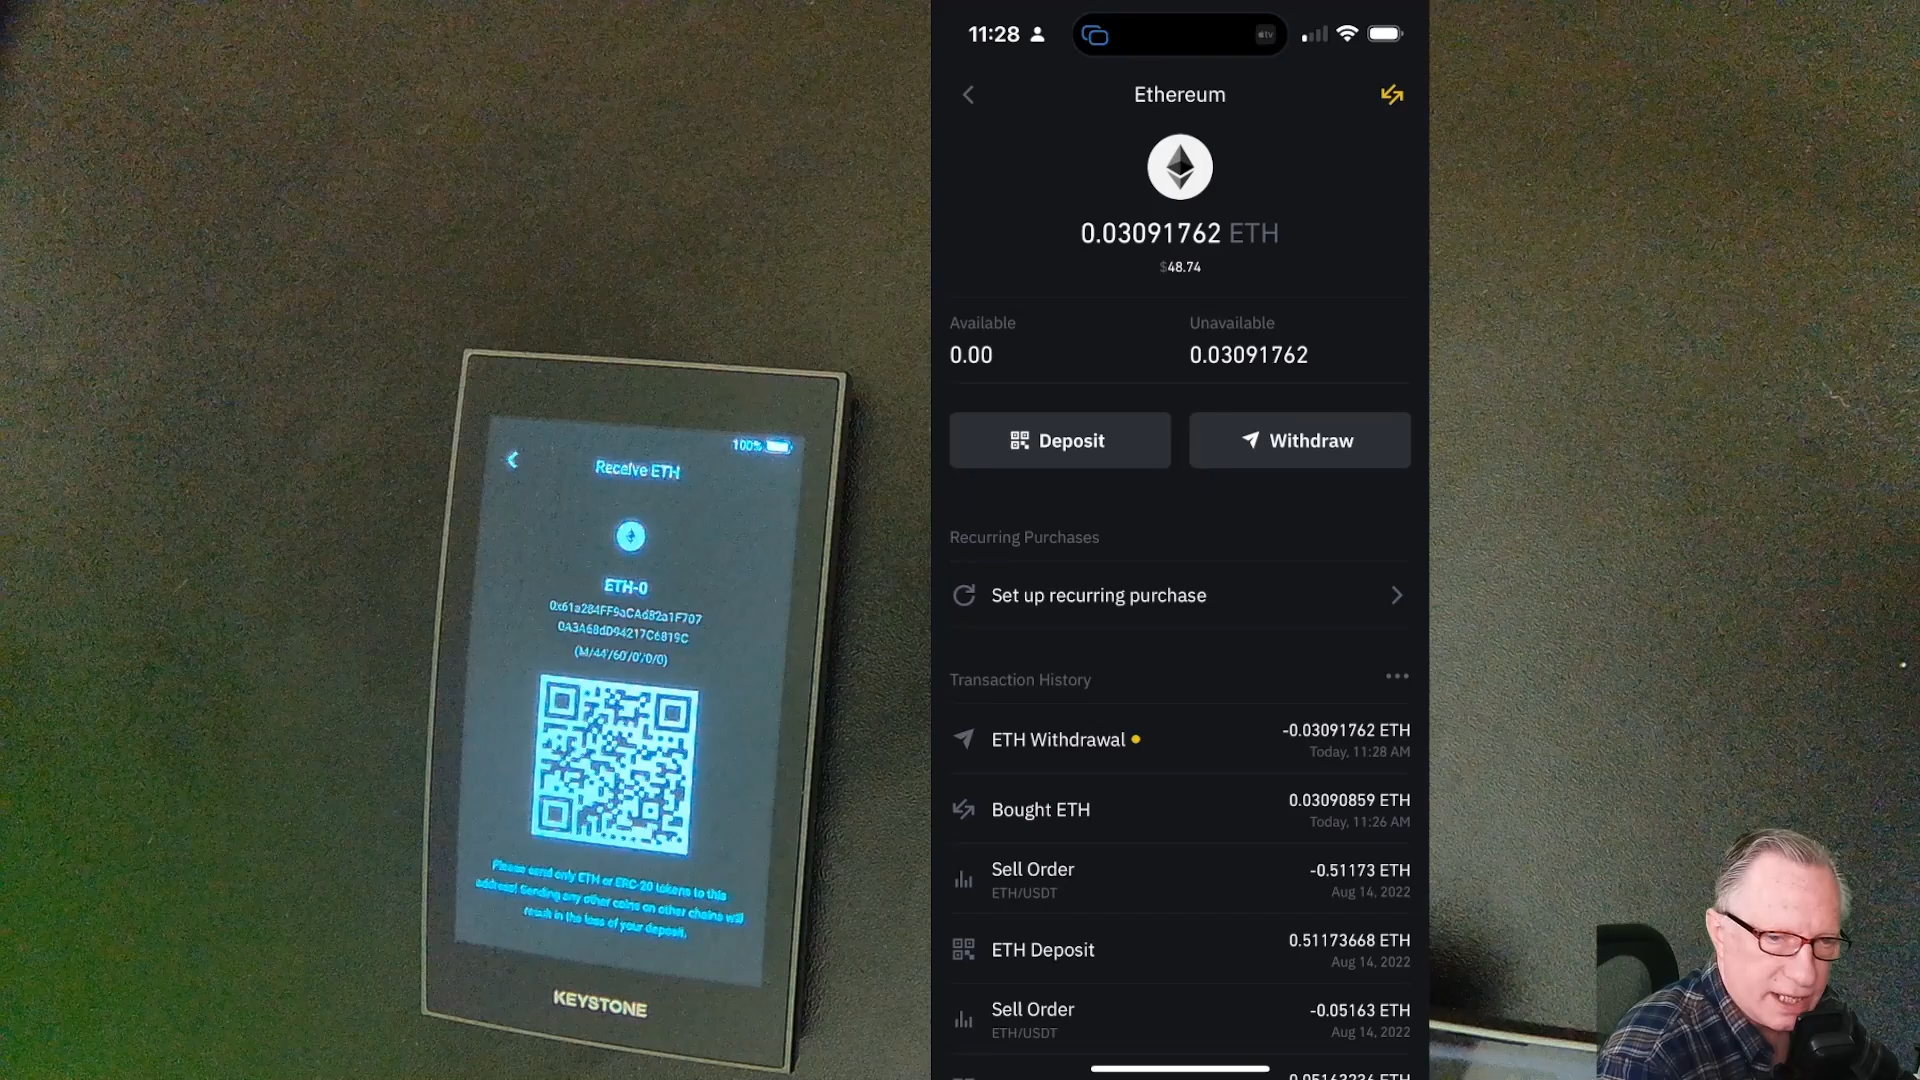 100%
Receive ETH
ETH-0
0x61a284FF9aCAd82a1F707
0A3A68dD94217C6819C
(M/44'/60'/0'/0/0)
Please send only ETH or ERC-20 tokens to this
address! Sending any other coins on other chains will
result in the loss of your deposit.
KEYSTONE
11:28
tv
Ethereum
0.03091762 ETH
$48.74
Available
Unavailable
0.00
0.03091762
Deposit
Withdraw
Recurring Purchases
Set up recurring purchase
Transaction History
ETH Withdrawal
-0.03091762 ETH
Today, 11:28 AM
Bought ETH
0.03090859 ETH
Today, 11:26 AM
Sell Order
-0.51173 ETH
ETH/USDT
Aug 14, 2022
ETH Deposit
0.51173668 ETH
Aug 14, 2022
Sell Order
-0.05163 ETH
ETH/USDT
Aug 14, 2022